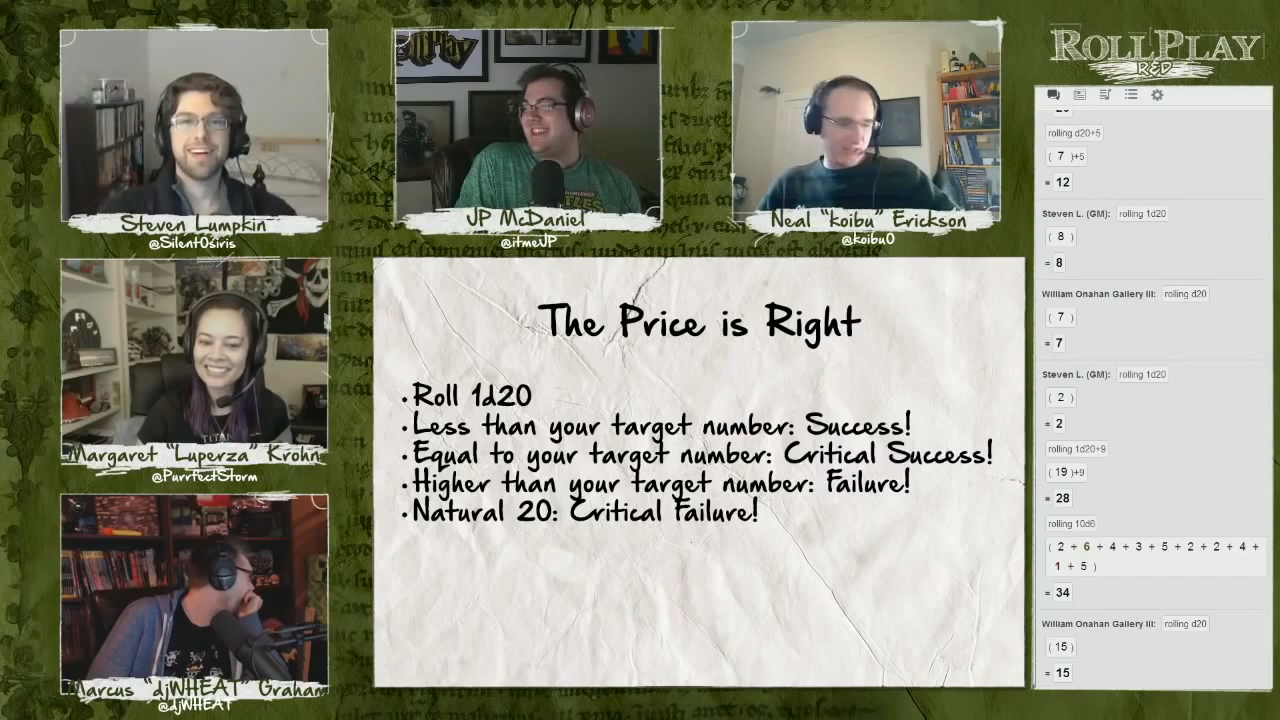 Steven Lumpkin
@SilentOsiris
JP McDaniel
@itmeJP
Neal "koibu" Erickson
@koibu0
Margaret "Luperza" Krohn
@PurrfectStorm
Marcus "djWHEAT" Graham
@djWHEAT
The Price is Right
• Roll 1d20
• Less than your target number: Success!
• Equal to your target number: Critical Success!
• Higher than your target number: Failure!
• Natural 20: Critical Failure!
ROLLPLAY
R&D
rolling d20+5
( 7 )+5
= 12
Steven L. (GM): rolling 1d20
( 8 )
= 8
William Onahan Gallery III: rolling d20
( 7 )
= 7
Steven L. (GM): rolling 1d20
( 2 )
= 2
rolling 1d20+9
( 19 )+9
= 28
rolling 10d6
( 2 + 6 + 4 + 3 + 5 + 2 + 2 + 4 +
1 + 5 )
= 34
William Onahan Gallery III: rolling d20
( 15 )
= 15